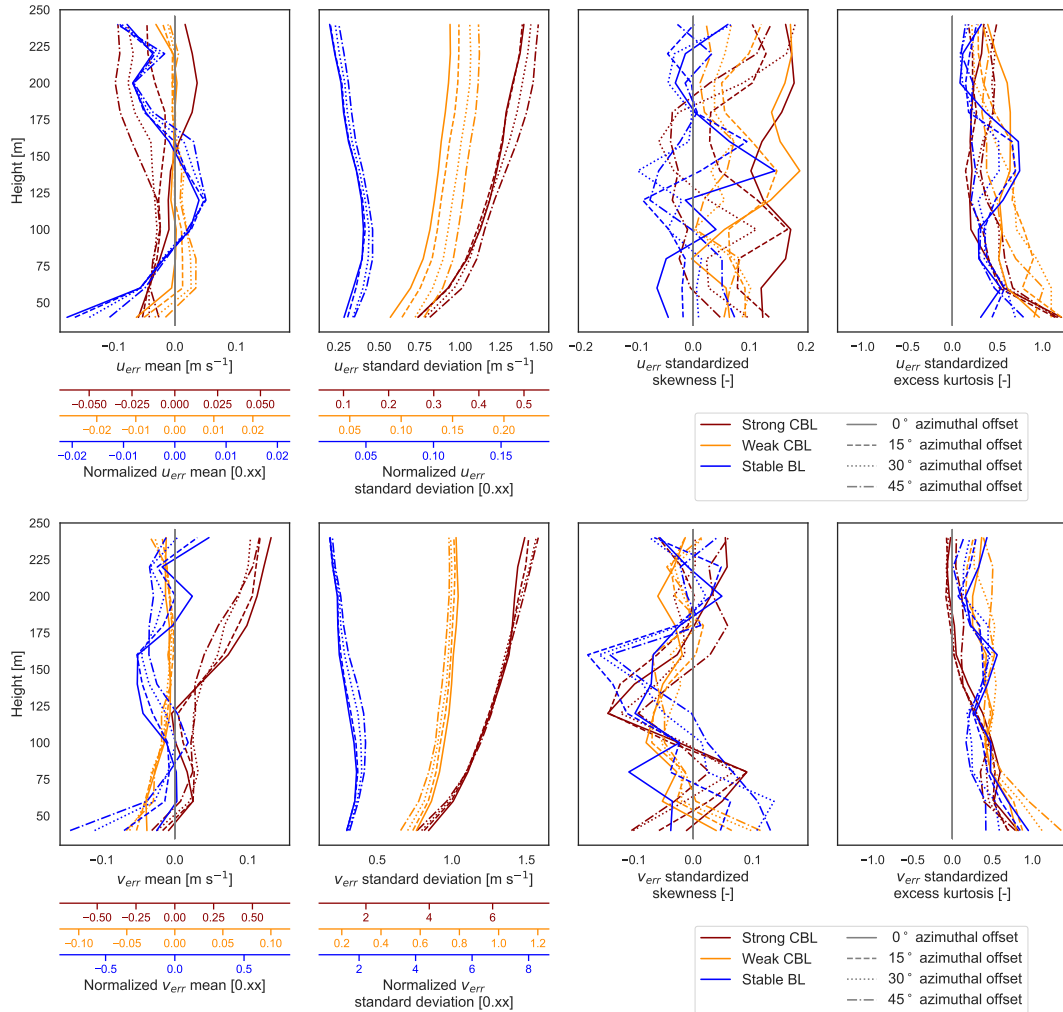 250
225
200
175
150
125
100
75
50
Height [m]
−0.1 0.0 0.1
u_err mean [m s⁻¹]
0.25 0.50 0.75 1.00 1.25 1.50
u_err standard deviation [m s⁻¹]
−0.2 −0.1 0.0 0.1 0.2
u_err standardized
skewness [-]
−1.0 −0.5 0.0 0.5 1.0
u_err standardized
excess kurtosis [-]
−0.050 −0.025 0.000 0.025 0.050
−0.02 −0.01 0.00 0.01 0.02
−0.02 −0.01 0.00 0.01 0.02
Normalized u_err mean [0.xx]
0.1 0.2 0.3 0.4 0.5
0.05 0.10 0.15 0.20
0.05 0.10 0.15
Normalized u_err
standard deviation [0.xx]
Strong CBL
Weak CBL
Stable BL
0° azimuthal offset
15° azimuthal offset
30° azimuthal offset
45° azimuthal offset
250
225
200
175
150
125
100
75
50
Height [m]
−0.1 0.0 0.1
v_err mean [m s⁻¹]
0.5 1.0 1.5
v_err standard deviation [m s⁻¹]
−0.1 0.0 0.1
v_err standardized
skewness [-]
−1.0 −0.5 0.0 0.5 1.0
v_err standardized
excess kurtosis [-]
−0.50 −0.25 0.00 0.25 0.50
−0.10 −0.05 0.00 0.05 0.10
−0.5 0.0 0.5
Normalized v_err mean [0.xx]
2 4 6
0.2 0.4 0.6 0.8 1.0 1.2
2 4 6 8
Normalized v_err
standard deviation [0.xx]
Strong CBL
Weak CBL
Stable BL
0° azimuthal offset
15° azimuthal offset
30° azimuthal offset
45° azimuthal offset